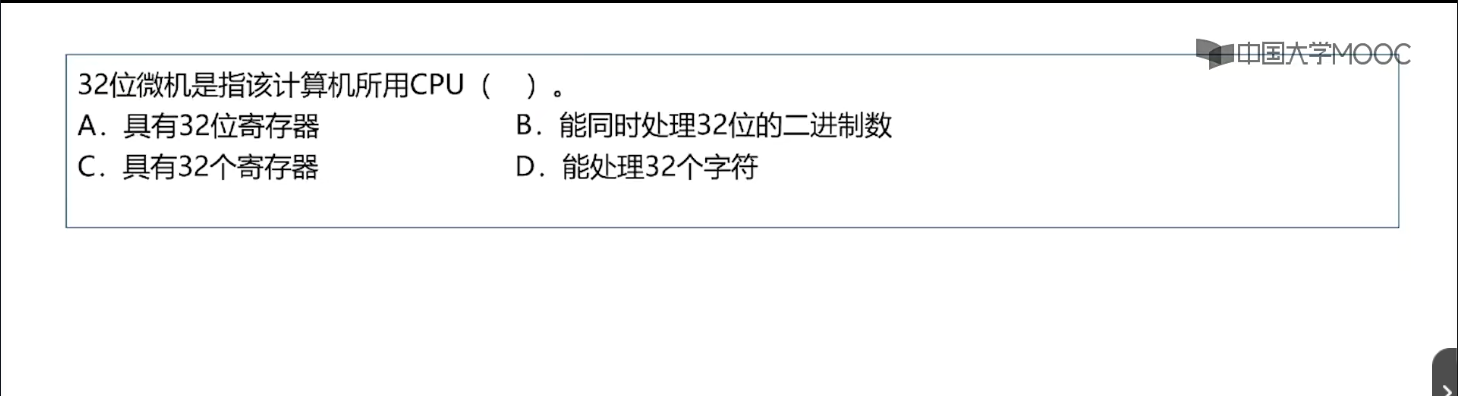 中国大学MOOC
32位微机是指该计算机所用CPU（    ）。
A．具有32位寄存器    B．能同时处理32位的二进制数
C．具有32个寄存器    D．能处理32个字符